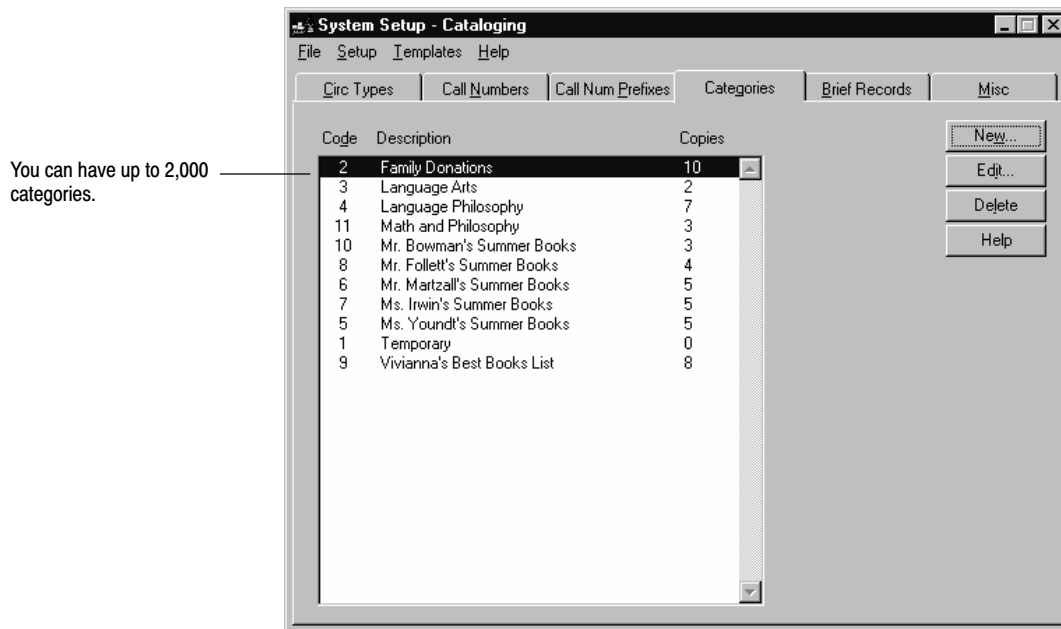 System Setup - Cataloging
File Setup Templates Help
Circ Types Call Numbers Call Num Prefixes Categories Brief Records Misc
Code Description Copies
New...
Edit...
Delete
Help
You can have up to 2,000
categories.
2 Family Donations 10
3 Language Arts 2
4 Language Philosophy 7
11 Math and Philosophy 3
10 Mr. Bowman's Summer Books 3
8 Mr. Follett's Summer Books 4
6 Mr. Martzall's Summer Books 5
7 Ms. Irwin's Summer Books 5
5 Ms. Youndt's Summer Books 5
1 Temporary 0
9 Vivianna's Best Books List 8